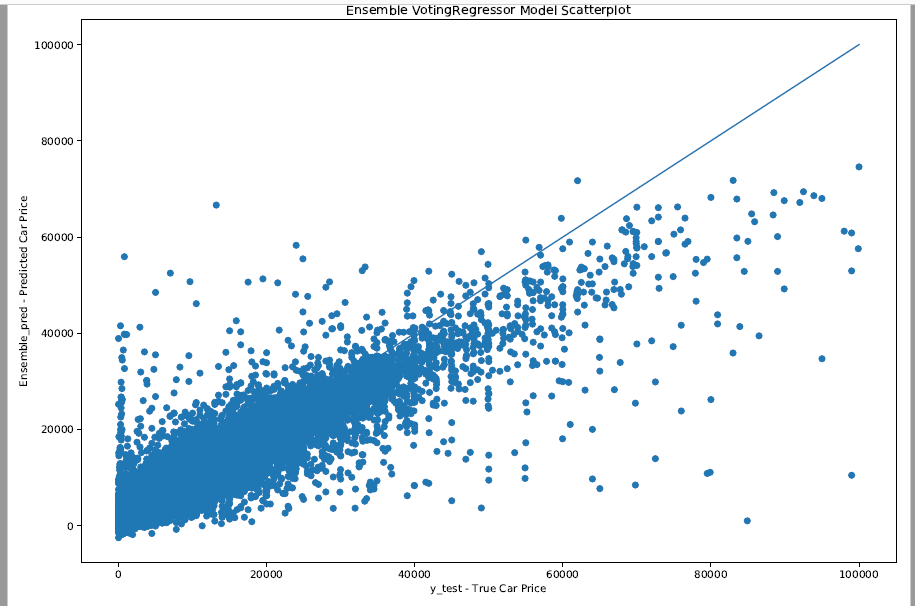 Ensemble VotingRegressor Model Scatterplot
100000
80000
60000
40000
20000
0
Ensemble_pred - Predicted Car Price
0 20000 40000 60000 80000 100000
y_test - True Car Price